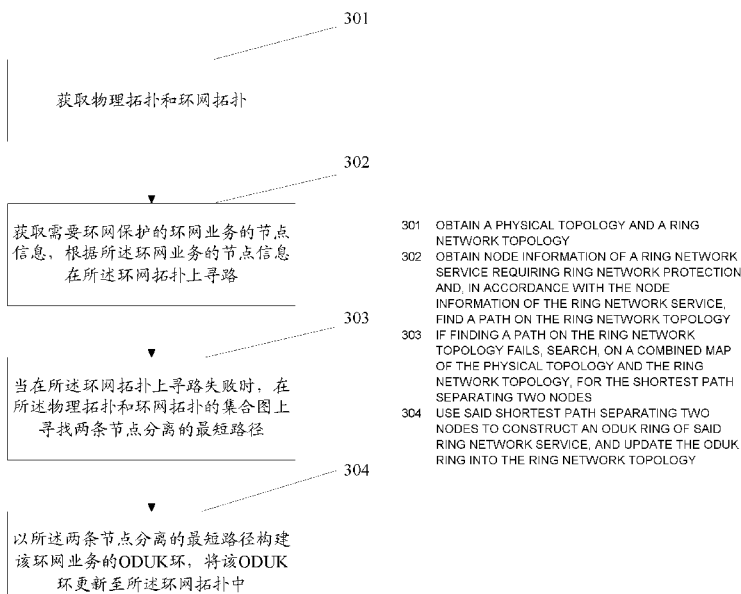 301
获取物理拓扑和环网拓扑
302
获取需要环网保护的环网业务的节点
信息，根据所述环网业务的节点信息
在所述环网拓扑上寻路
303
当在所述环网拓扑上寻路失败时，在
所述物理拓扑和环网拓扑的集合图上
寻找两条节点分离的最短路径
304
以所述两条节点分离的最短路径构建
该环网业务的ODUK环，将该ODUK
环更新至所述环网拓扑中
301 OBTAIN A PHYSICAL TOPOLOGY AND A RING
NETWORK TOPOLOGY
302 OBTAIN NODE INFORMATION OF A RING NETWORK
SERVICE REQUIRING RING NETWORK PROTECTION
AND, IN ACCORDANCE WITH THE NODE
INFORMATION OF THE RING NETWORK SERVICE,
FIND A PATH ON THE RING NETWORK TOPOLOGY
303 IF FINDING A PATH ON THE RING NETWORK
TOPOLOGY FAILS, SEARCH, ON A COMBINED MAP
OF THE PHYSICAL TOPOLOGY AND THE RING
NETWORK TOPOLOGY, FOR THE SHORTEST PATH
SEPARATING TWO NODES
304 USE SAID SHORTEST PATH SEPARATING TWO
NODES TO CONSTRUCT AN ODUK RING OF SAID
RING NETWORK SERVICE, AND UPDATE THE ODUK
RING INTO THE RING NETWORK TOPOLOGY